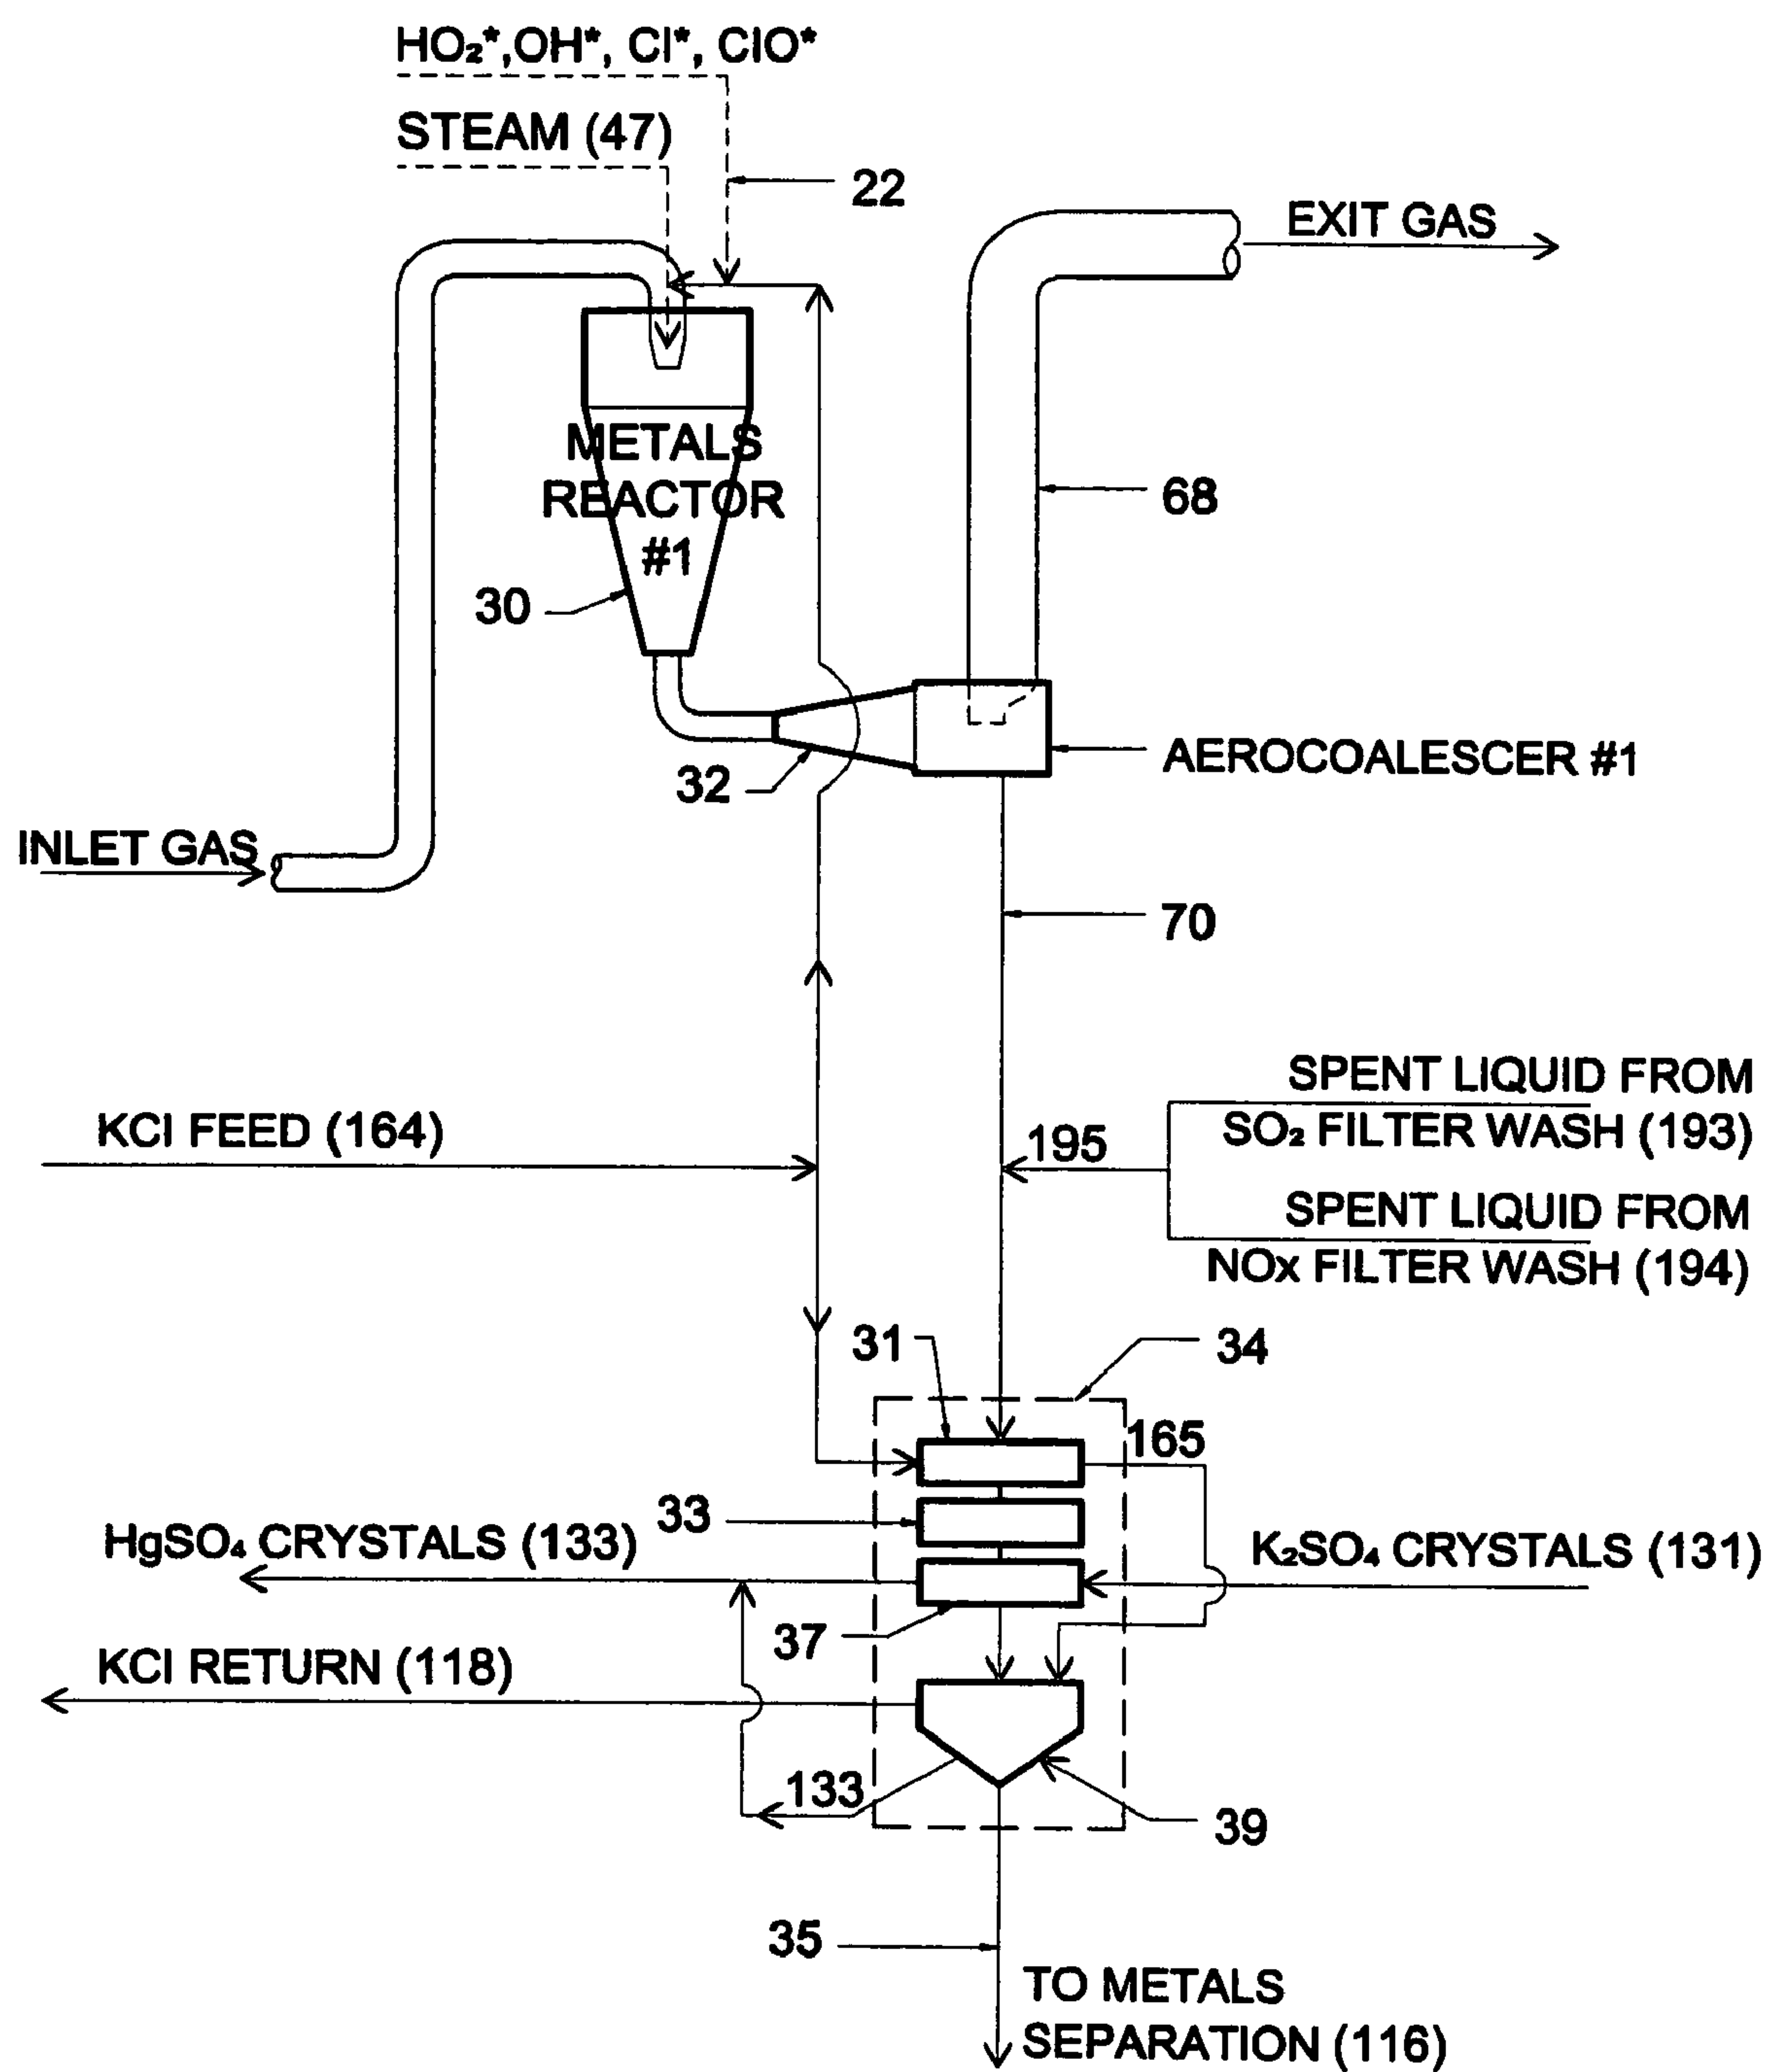 HO₂*,OH*, Cl*, ClO*
STEAM (47)
22
EXIT GAS
METALS
REACTOR
#1
68
30
32
AEROCOALESCER #1
INLET GAS
70
SPENT LIQUID FROM
SO₂ FILTER WASH (193)
KCl FEED (164)
195
SPENT LIQUID FROM
NOx FILTER WASH (194)
31
34
165
33
HgSO₄ CRYSTALS (133)
K₂SO₄ CRYSTALS (131)
37
KCl RETURN (118)
133
39
35
TO METALS
SEPARATION (116)